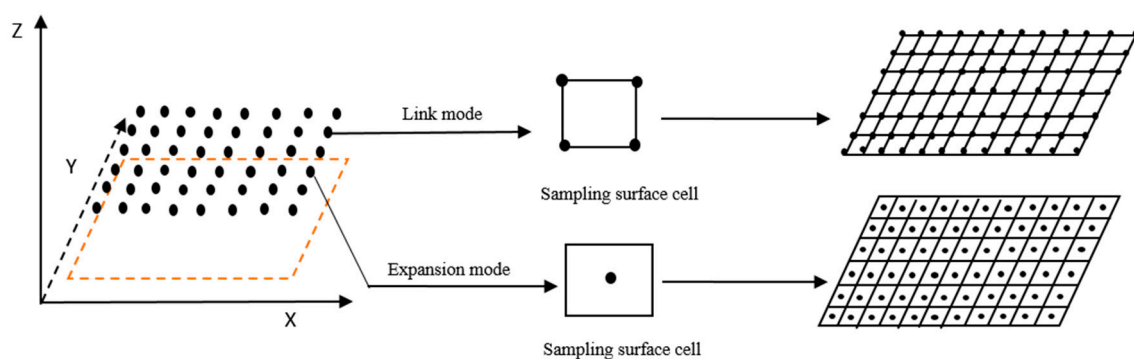 Z
Y
X
Link mode
Sampling surface cell
Expansion mode
Sampling surface cell